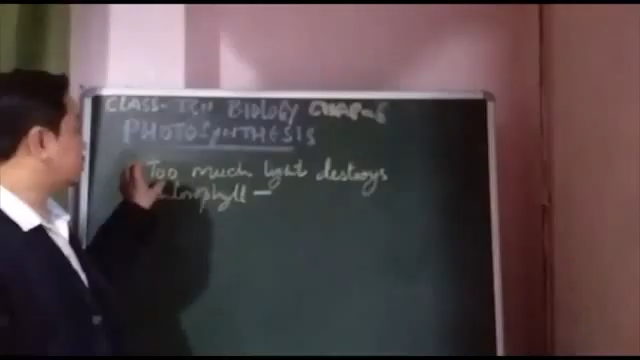 CLASS-TEN BIOLOGY CHAP-6
PHOTOSYNTHESIS
Too much light destroys
chlorophyll —